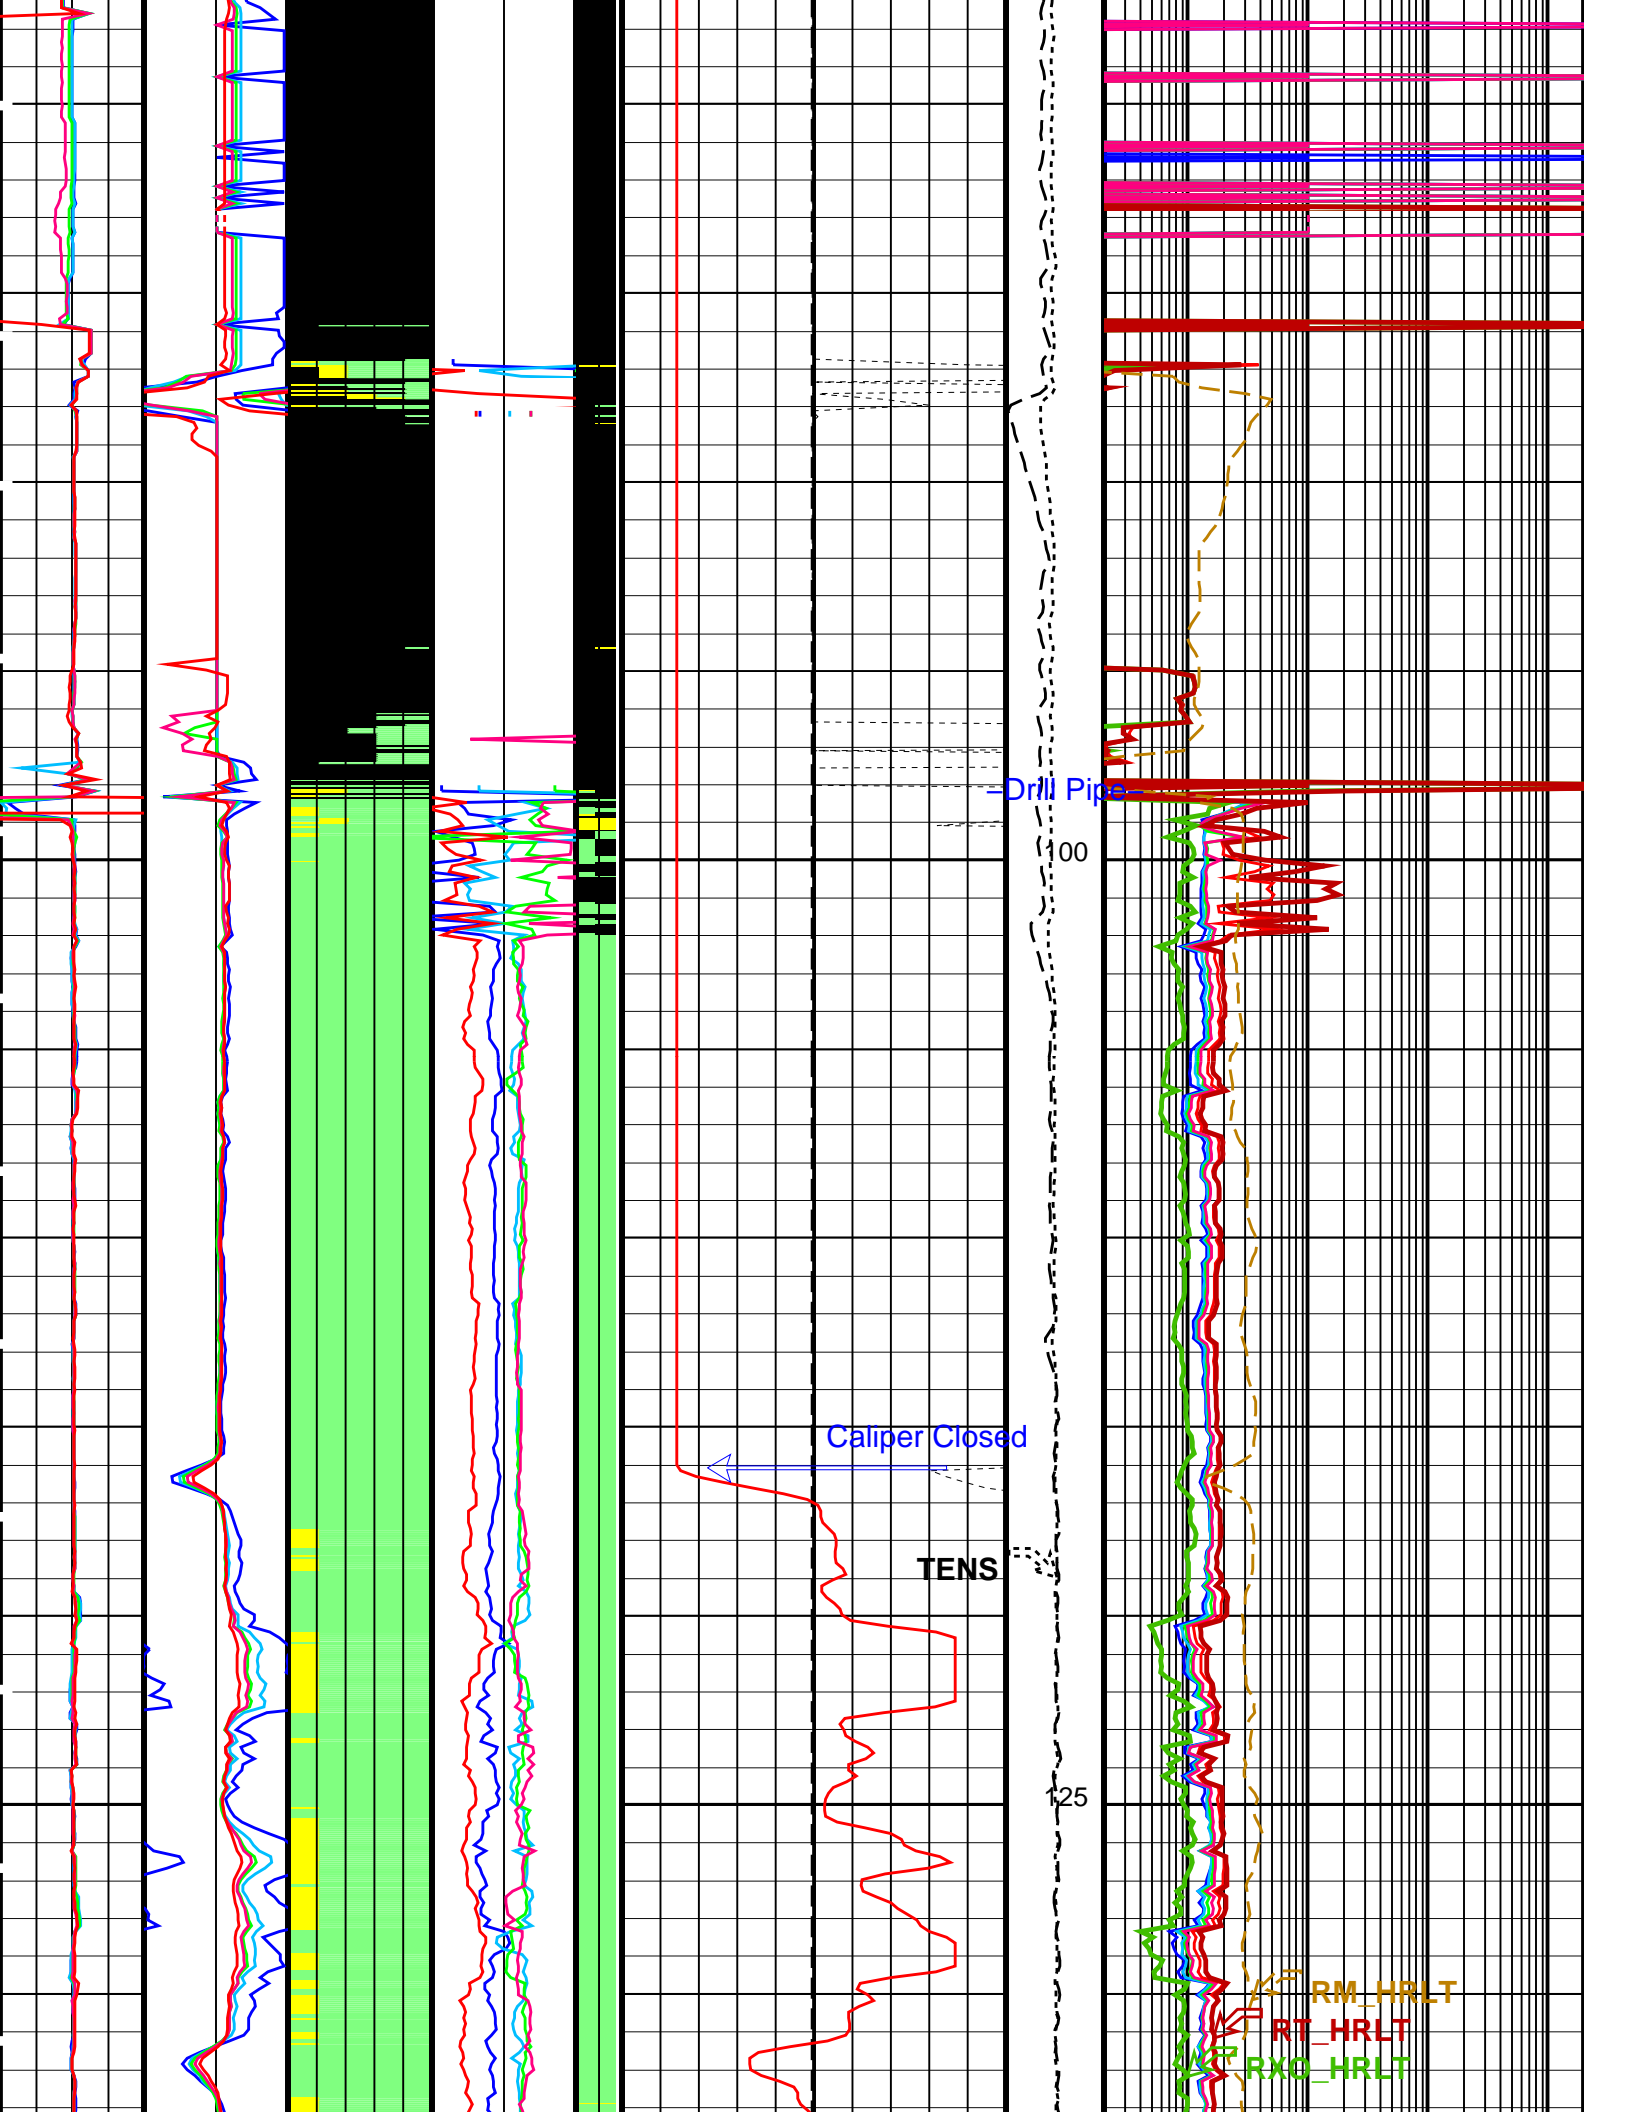 Drill Pipe
100
Caliper Closed
TENS
125
RM_HRLT
RT_HRLT
RXO_HRLT